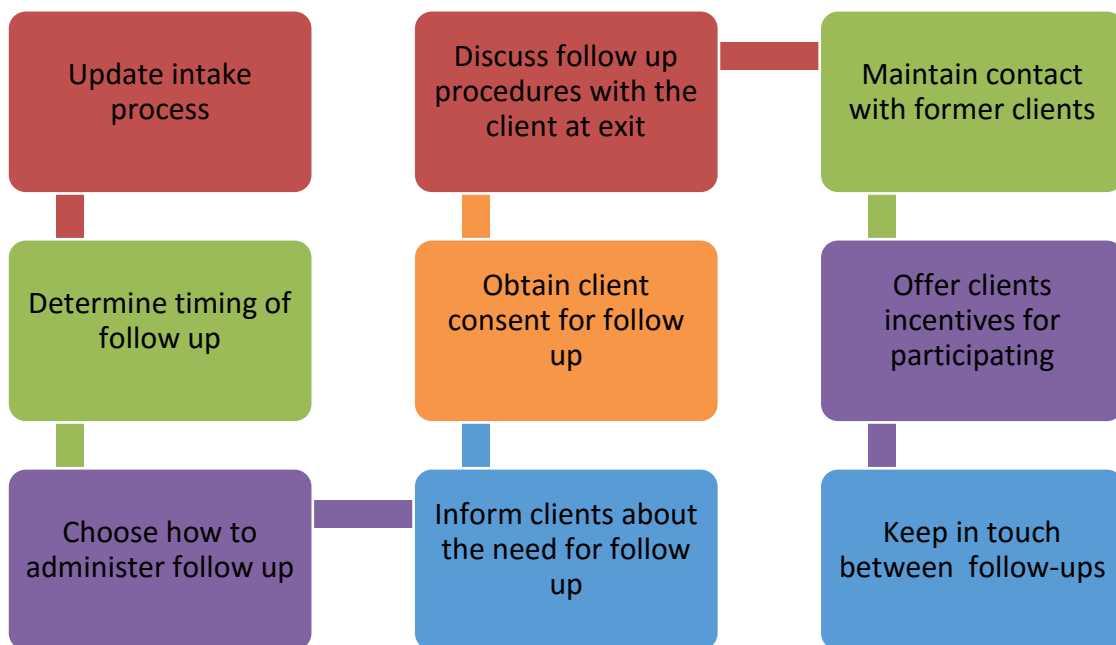 Update intake
process
Determine timing of
follow up
Choose how to
administer follow up
Inform clients about
the need for follow
up
Obtain client
consent for follow
up
Discuss follow up
procedures with the
client at exit
Maintain contact
with former clients
Offer clients
incentives for
participating
Keep in touch
between  follow-ups